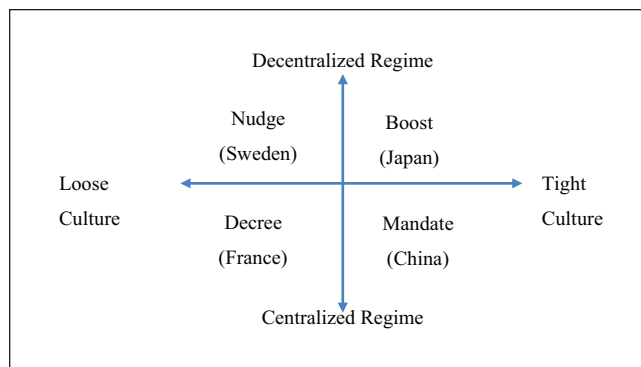 Decentralized Regime
Nudge
(Sweden)
Boost
(Japan)
Loose
Culture
Tight
Culture
Decree
(France)
Mandate
(China)
Centralized Regime